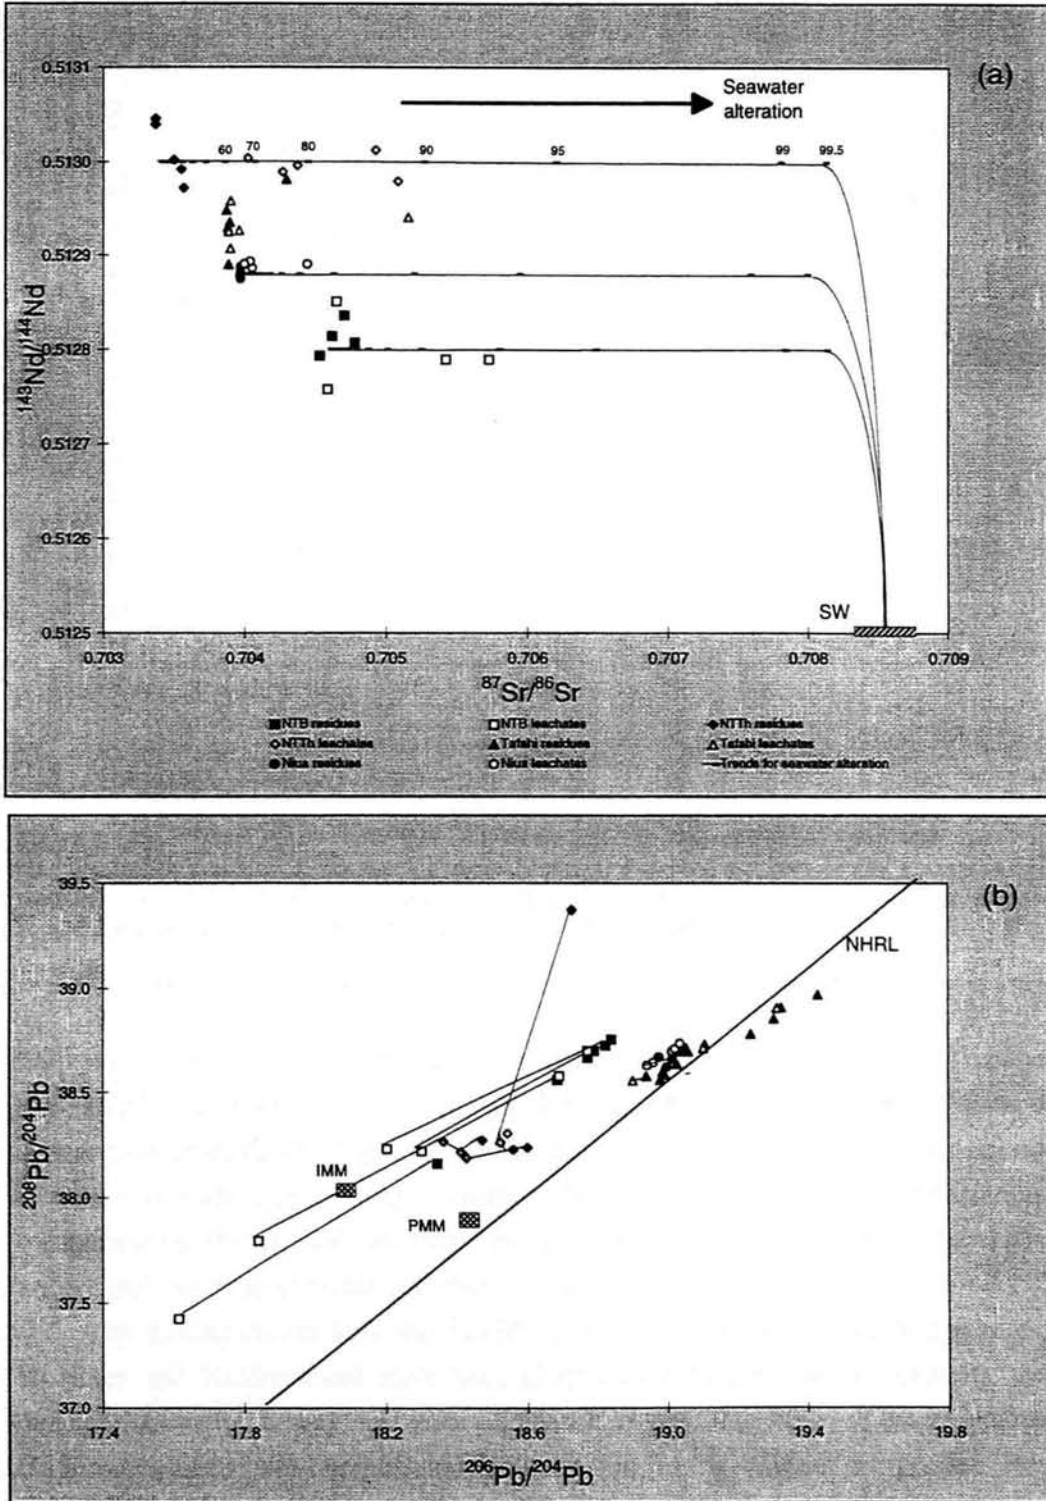 (a)
0.5131
0.5130
0.5129
0.5128
0.5127
0.5126
0.5125
143Nd/144Nd
Seawater
alteration
60 70 80 90 95 99 99.5
SW
0.703 0.704 0.705 0.706 0.707 0.708 0.709
87Sr/86Sr
NTB residues NTB leachates NTTh residues
NTTh leachates Tafahi residues Tafahi leachates
Niua residues Niua leachates Trends for seawater alteration
(b)
39.5
39.0
38.5
38.0
37.5
37.0
208Pb/204Pb
NHRL
IMM
PMM
17.4 17.8 18.2 18.6 19.0 19.4 19.8
206Pb/204Pb